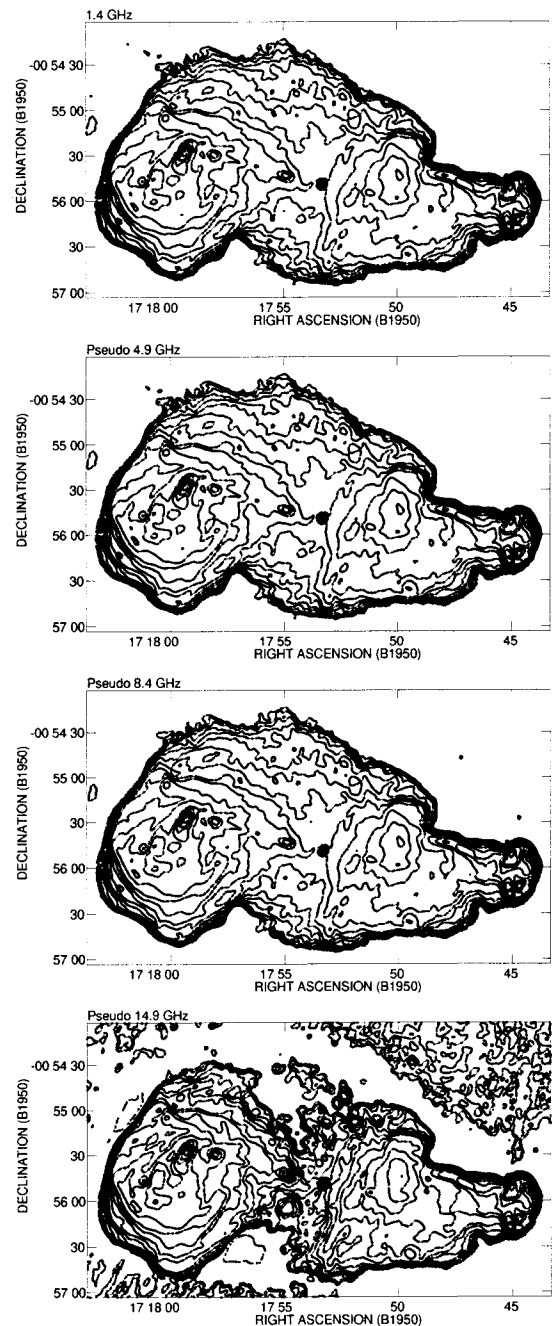 1.4 GHz
DECLINATION (B1950)
-00 54 30
55 00
30
56 00
30
57 00
17 18 00
17 55
50
45
RIGHT ASCENSION (B1950)
Pseudo 4.9 GHz
DECLINATION (B1950)
-00 54 30
55 00
30
56 00
30
57 00
17 18 00
17 55
50
45
RIGHT ASCENSION (B1950)
Pseudo 8.4 GHz
DECLINATION (B1950)
-00 54 30
55 00
30
56 00
30
57 00
17 18 00
17 55
50
45
RIGHT ASCENSION (B1950)
Pseudo 14.9 GHz
DECLINATION (B1950)
-00 54 30
55 00
30
56 00
30
57 00
17 18 00
17 55
50
45
RIGHT ASCENSION (B1950)